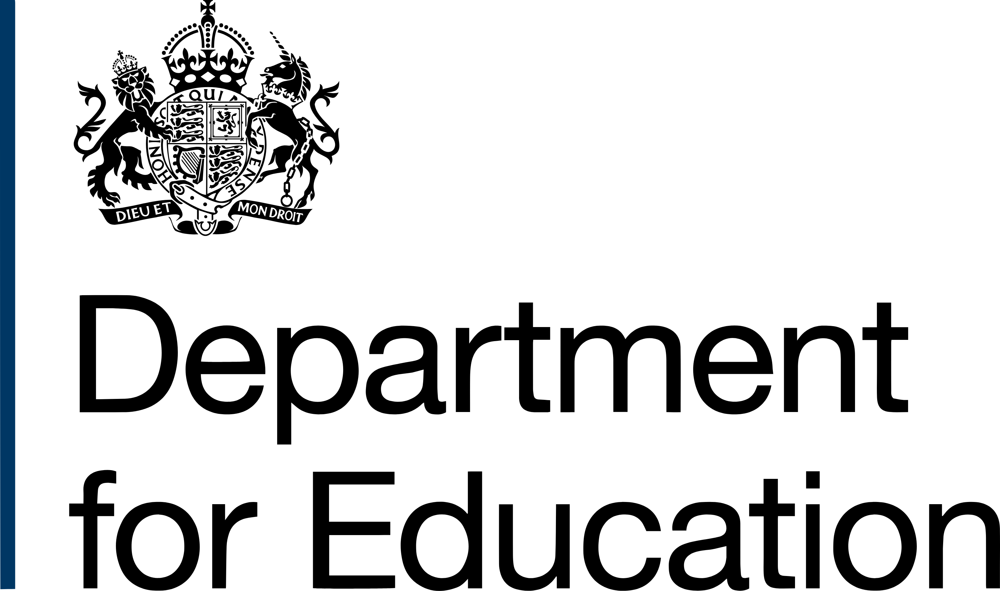 HONI SOIT QUI MAL Y PENSE
DIEU ET MON DROIT
Department
for Education